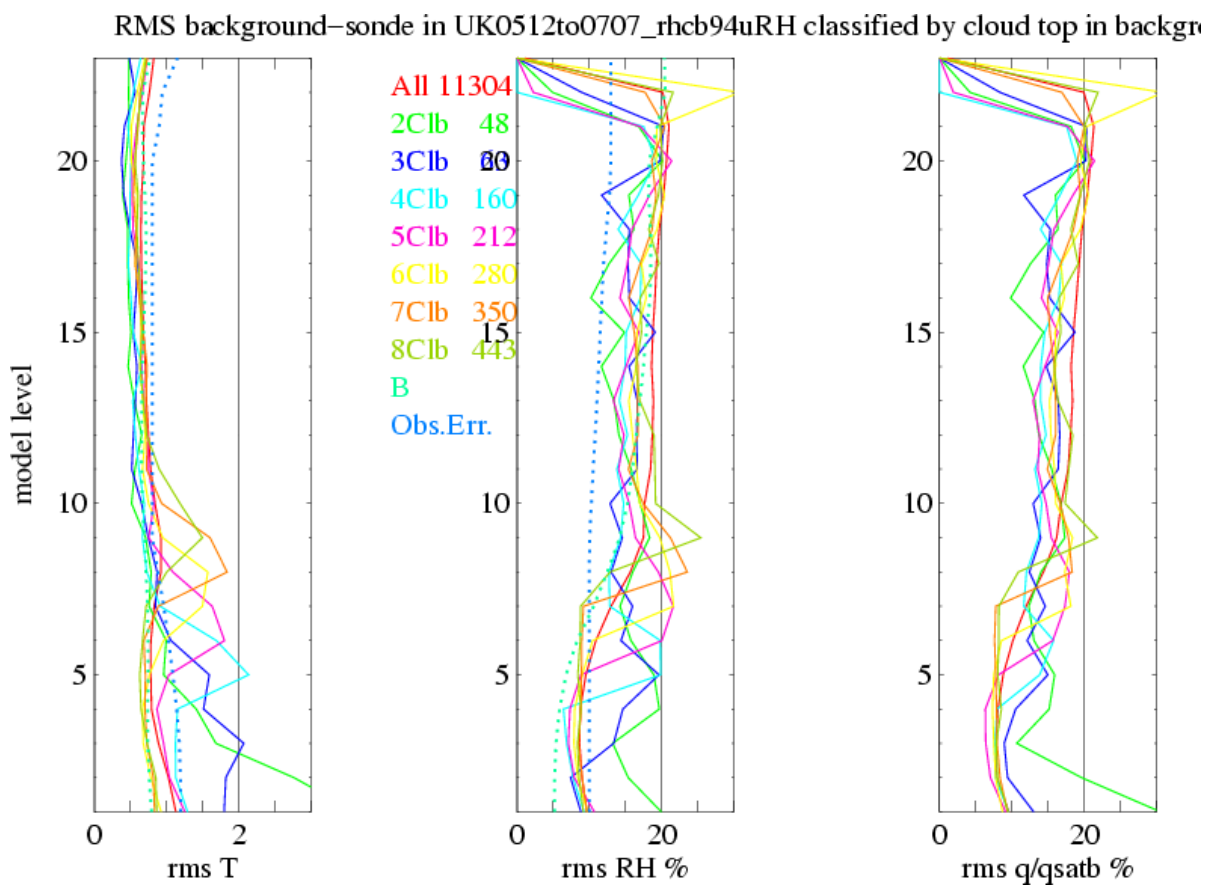 RMS background−sonde in UK0512to0707_rhcb94uRH classified by cloud top in backgr
All 11304
2Clb 48
3Clb
4Clb 160
5Clb 212
6Clb 280
7Clb 350
8Clb 443
B
Obs.Err.
model level
20
15
10
5
20
15
10
5
20
15
10
5
0 2
rms T
0 20
rms RH %
0 20
rms q/qsatb %